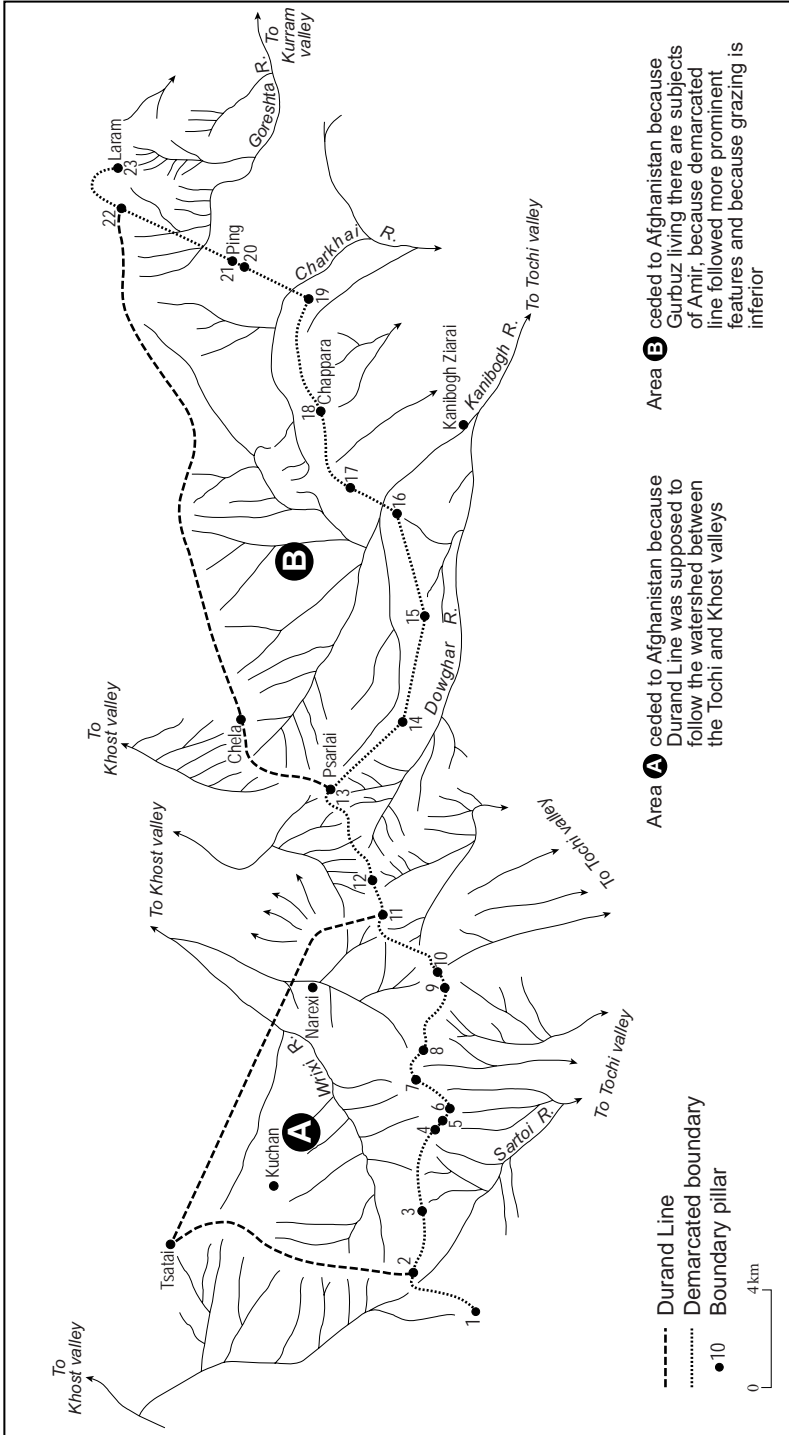 To
Khost valley
Tsatai
Kuchan
A
Wrixi R.
Narexi
To Khost valley
To
Khost valley
Chela
Psarlai
B
Laram
Goreshta R.
To
Kurram
valley
Ping
Charkhai R.
Chappara
Kanibogh Ziarai
Kanibogh R.
To Tochi valley
Dowghar R.
To Tochi valley
To Tochi valley
Sartoi R.
1
2
3
4
5
6
7
8
9
10
11
12
13
14
15
16
17
18
19
20
21
22
23
Durand Line
Demarcated boundary
10 Boundary pillar
0 4 km
Area A ceded to Afghanistan because
Durand Line was supposed to
follow the watershed between
the Tochi and Khost valleys
Area B ceded to Afghanistan because
Gurbuz living there are subjects
of Amir, because demarcated
line followed more prominent
features and because grazing is
inferior